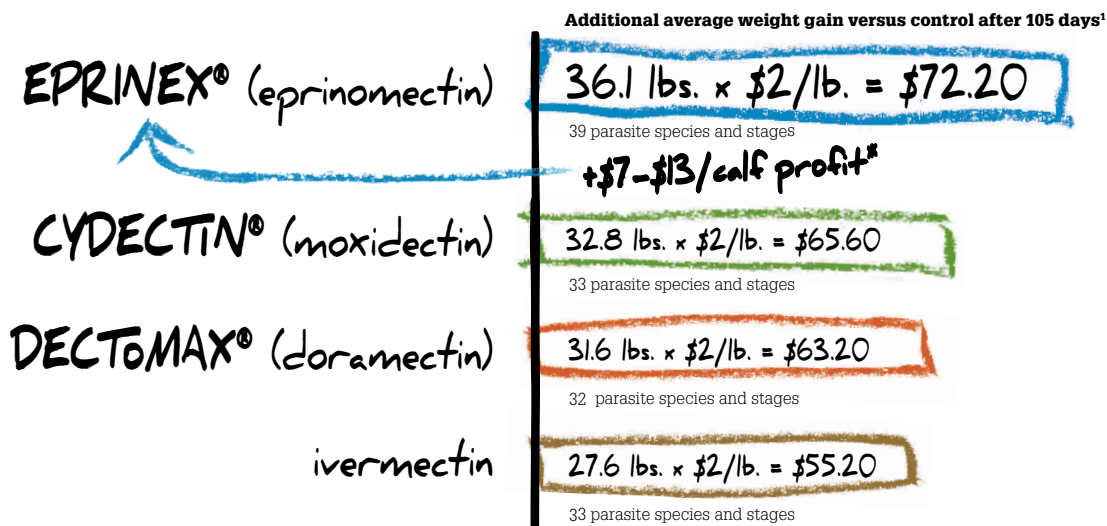 Additional average weight gain versus control after 105 days¹
EPRINEX® (eprinomectin)
36.1 lbs. x $2/lb. = $72.20
39 parasite species and stages
+$7-$13/calf profit*
CYDECTIN® (moxidectin)
32.8 lbs. x $2/lb. = $65.60
33 parasite species and stages
DECTOMAX® (doramectin)
31.6 lbs. x $2/lb. = $63.20
32 parasite species and stages
ivermectin
27.6 lbs. x $2/lb. = $55.20
33 parasite species and stages